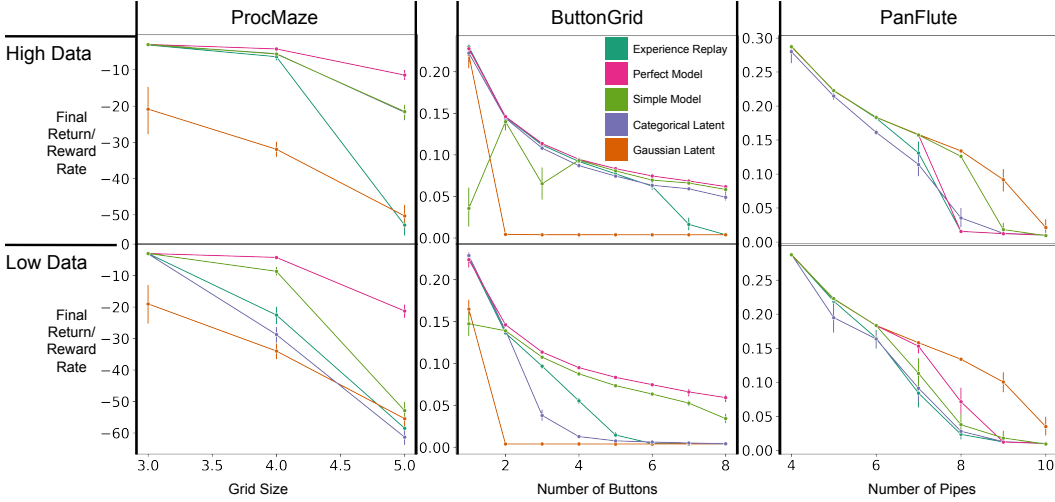 ProcMaze
ButtonGrid
PanFlute
High Data
Final
Return/
Reward
Rate
−10
−20
−30
−40
−50
0
0.20
0.15
0.10
0.05
0.00
Experience Replay
Perfect Model
Simple Model
Categorical Latent
Gaussian Latent
0.30
0.25
0.20
0.15
0.10
0.05
0.00
Low Data
Final
Return/
Reward
Rate
−10
−20
−30
−40
−50
−60
3.0 3.5 4.0 4.5 5.0
Grid Size
0.20
0.15
0.10
0.05
0.00
2 4 6 8
Number of Buttons
0.25
0.20
0.15
0.10
0.05
0.00
4 6 8 10
Number of Pipes